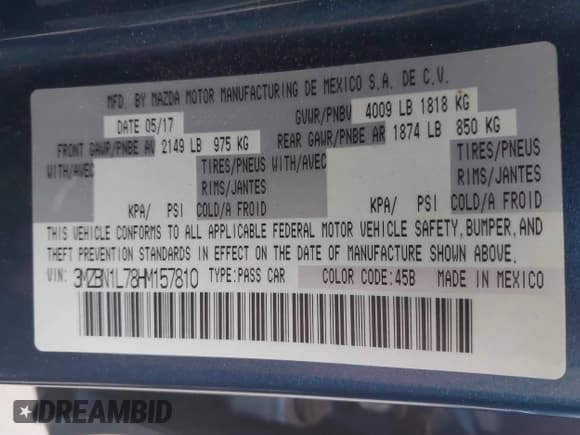 MFD. BY MAZDA MOTOR MANUFACTURING DE MEXICO S.A. DE C.V.
DATE 05/17 GVWR/PNBV 4009 LB 1818 KG
FRONT GAWR/PNBE AV 2149 LB 975 KG REAR GAWR/PNBE AR 1874 LB 850 KG
WITH/AVEC TIRES/PNEUS WITH/AVEC TIRES/PNEUS
RIMS/JANTES RIMS/JANTES
KPA/ PSI COLD/A FROID KPA/ PSI COLD/A FROID
THIS VEHICLE CONFORMS TO ALL APPLICABLE FEDERAL MOTOR VEHICLE SAFETY, BUMPER, AND
THEFT PREVENTION STANDARDS IN EFFECT ON THE DATE OF MANUFACTURE SHOWN ABOVE.
VIN: 3MZBN1L78HM157810 TYPE:PASS CAR COLOR CODE:45B MADE IN MEXICO
DREAMBID